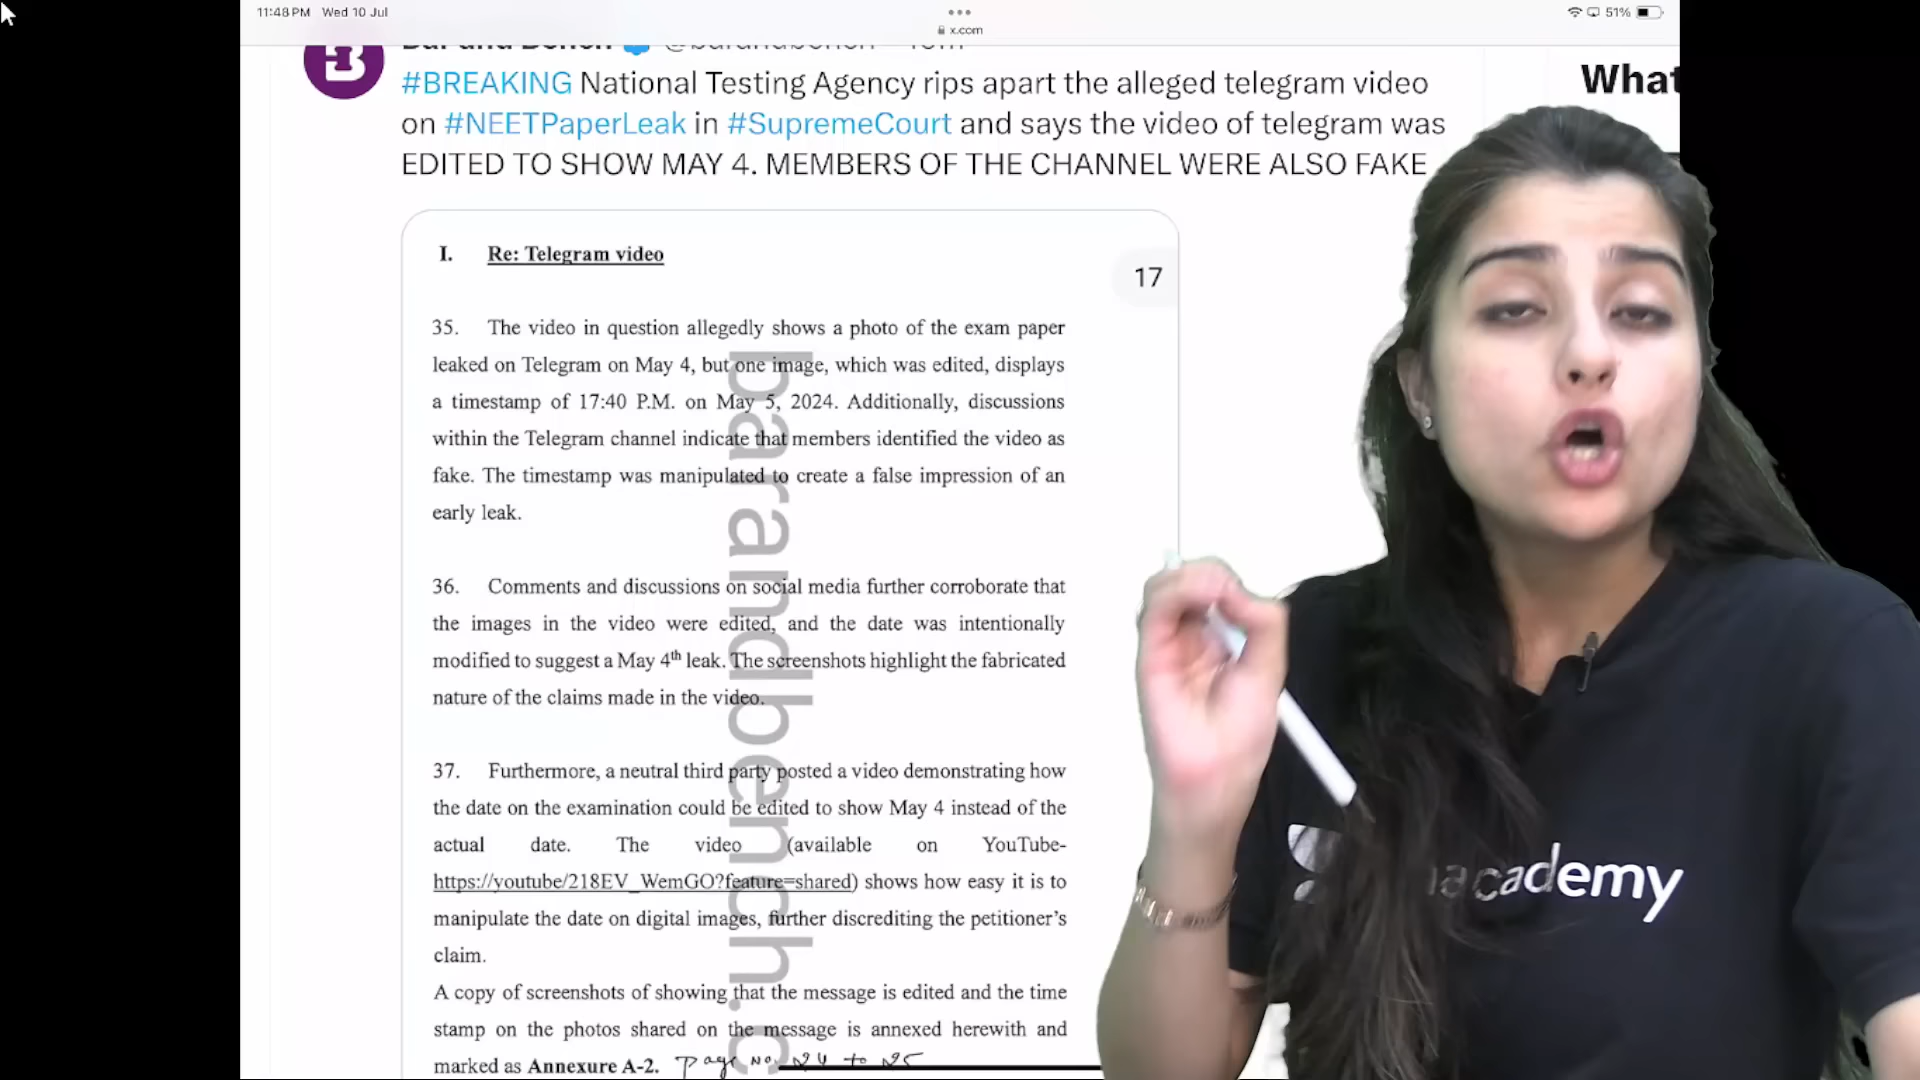 11:48 PM Wed 10 Jul
51%
x.com
Bar and Bench @barandbench
What
#BREAKING National Testing Agency rips apart the alleged telegram video
on #NEETPaperLeak in #SupremeCourt and says the video of telegram was
EDITED TO SHOW MAY 4. MEMBERS OF THE CHANNEL WERE ALSO FAKE
I. Re: Telegram video
17
35. The video in question allegedly shows a photo of the exam paper
leaked on Telegram on May 4, but one image, which was edited, displays
a timestamp of 17:40 P.M. on May 5, 2024. Additionally, discussions
within the Telegram channel indicate that members identified the video as
fake. The timestamp was manipulated to create a false impression of an
early leak.
36. Comments and discussions on social media further corroborate that
the images in the video were edited, and the date was intentionally
modified to suggest a May 4th leak. The screenshots highlight the fabricated
nature of the claims made in the video.
37. Furthermore, a neutral third party posted a video demonstrating how
the date on the examination could be edited to show May 4 instead of the
actual date. The video (available on YouTube-
https://youtube/218EV_WemGO?feature=shared) shows how easy it is to
manipulate the date on digital images, further discrediting the petitioner's
claim.
A copy of screenshots of showing that the message is edited and the time
stamp on the photos shared on the message is annexed herewith and
marked as Annexure A-2. Page No. 24 to 25
barandbench.c
academy